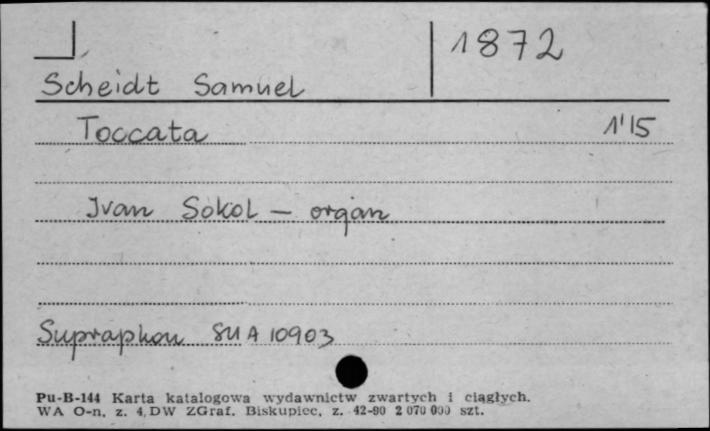 1872
Scheidt Samuel
Toccata 1'15
Ivan Sokol - organ
Supraphon SUA 10903
Pu-B-144 Karta katalogowa wydawnictw zwartych i ciągłych.
WA O-n. z. 4. DW ZGraf. Biskupiec, z. 42-80 2 070 000 szt.